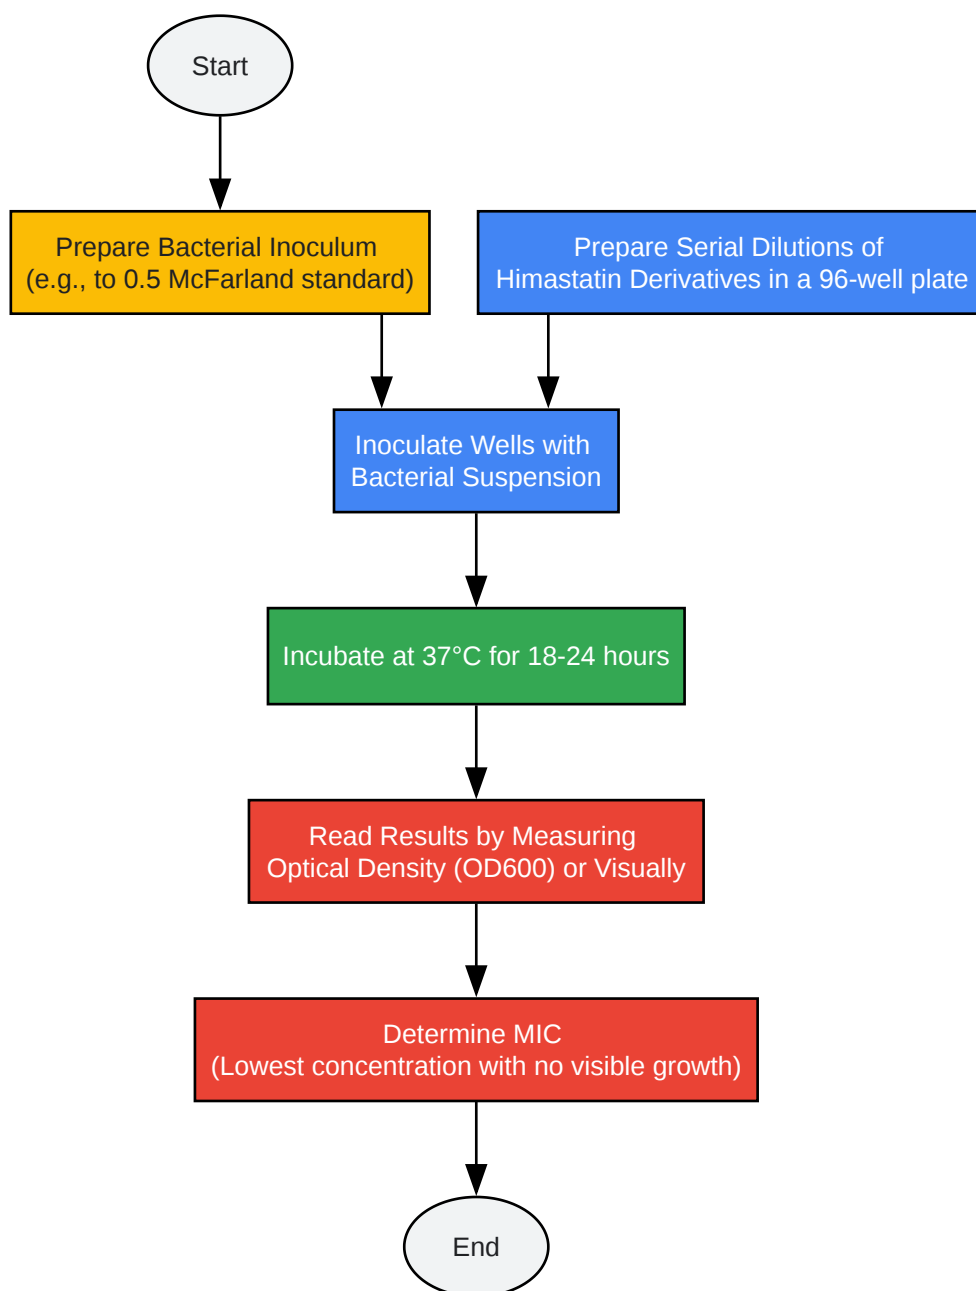 Start
Prepare Bacterial Inoculum
(e.g., to 0.5 McFarland standard)
Prepare Serial Dilutions of
Himastatin Derivatives in a 96-well plate
Inoculate Wells with
Bacterial Suspension
Incubate at 37°C for 18-24 hours
Read Results by Measuring
Optical Density (OD600) or Visually
Determine MIC
(Lowest concentration with no visible growth)
End